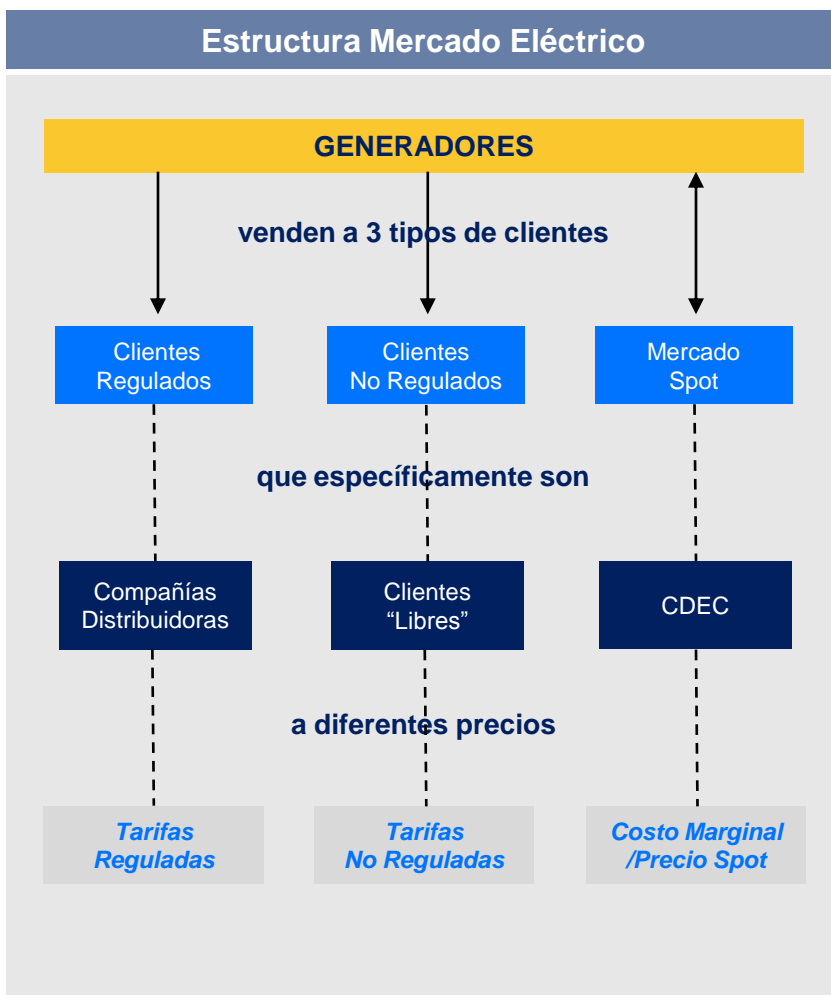 Estructura Mercado Eléctrico
GENERADORES
venden a 3 tipos de clientes
Clientes
Regulados
Clientes
No Regulados
Mercado
Spot
que específicamente son
Compañías
Distribuidoras
Clientes
“Libres”
CDEC
a diferentes precios
Tarifas
Reguladas
Tarifas
No Reguladas
Costo Marginal
/Precio Spot